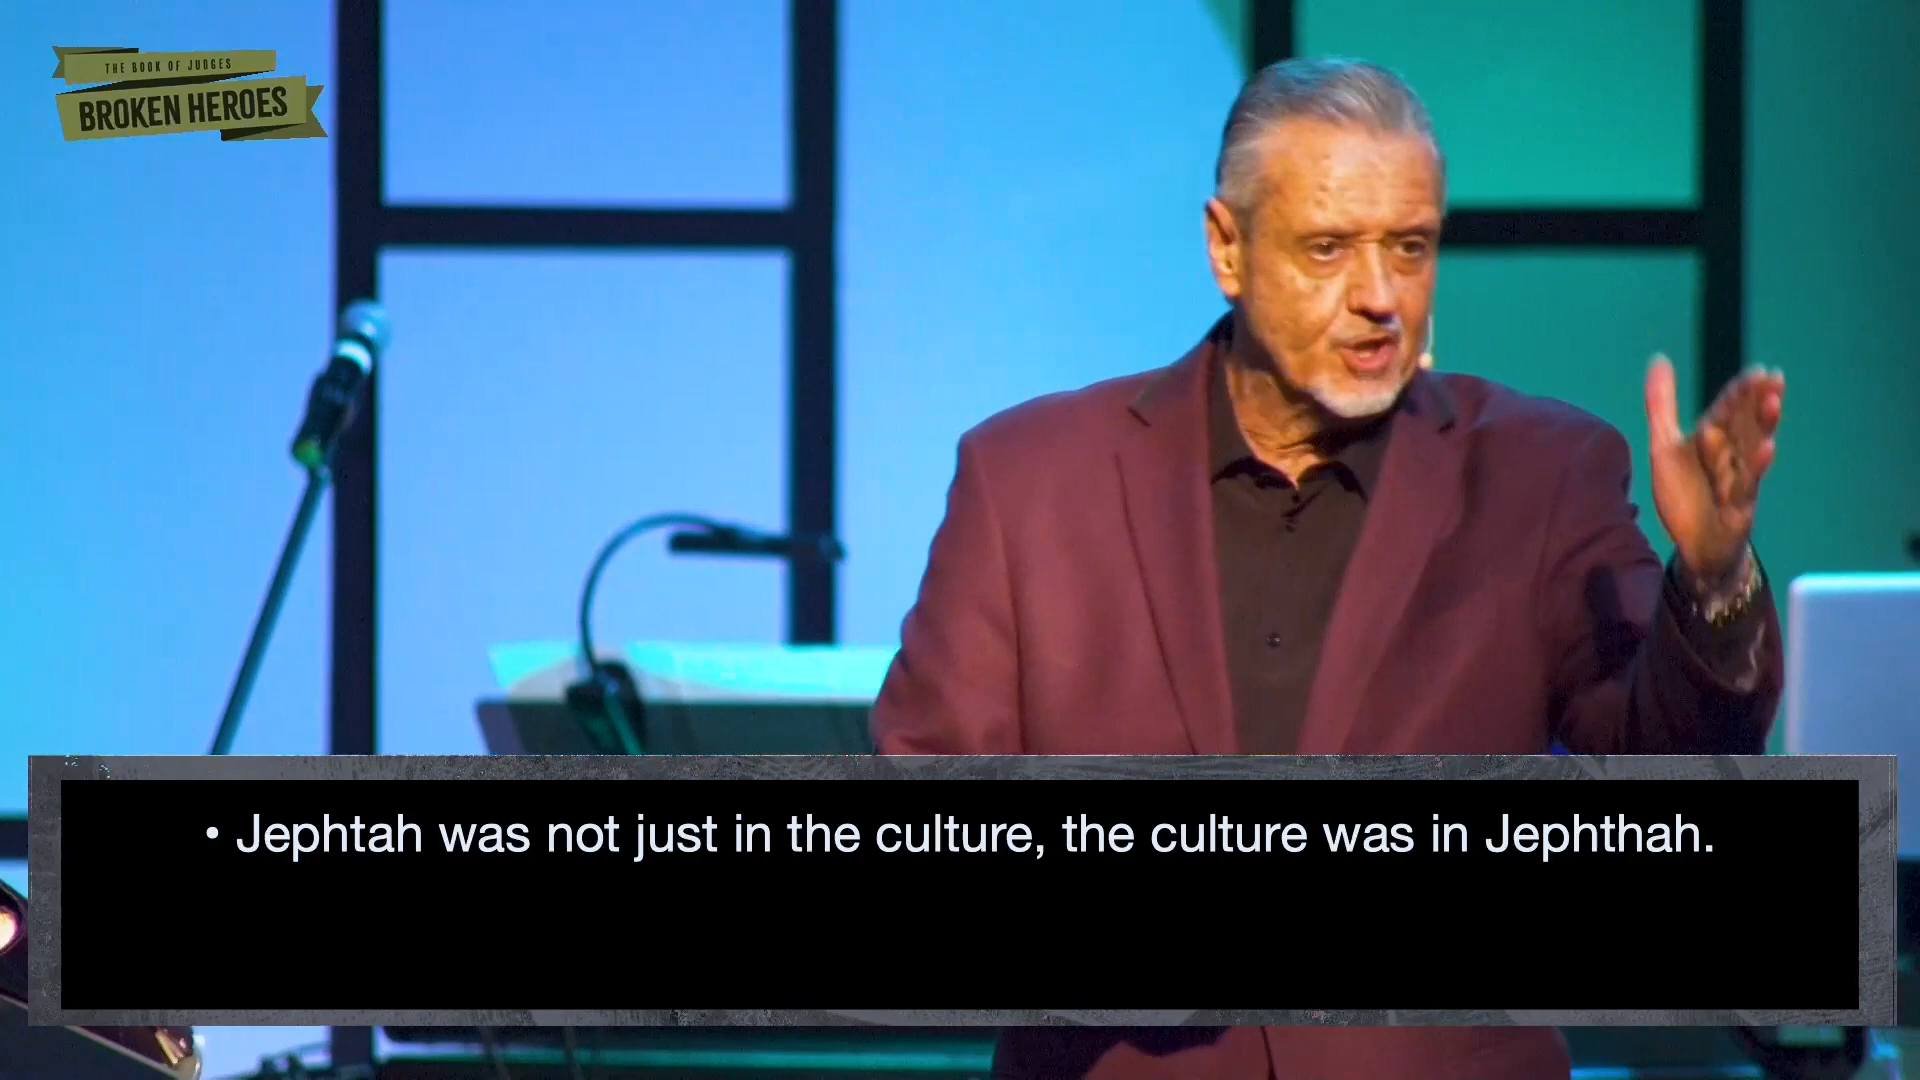 THE BOOK OF JUDGES
BROKEN HEROES
• Jephtah was not just in the culture, the culture was in Jephthah.